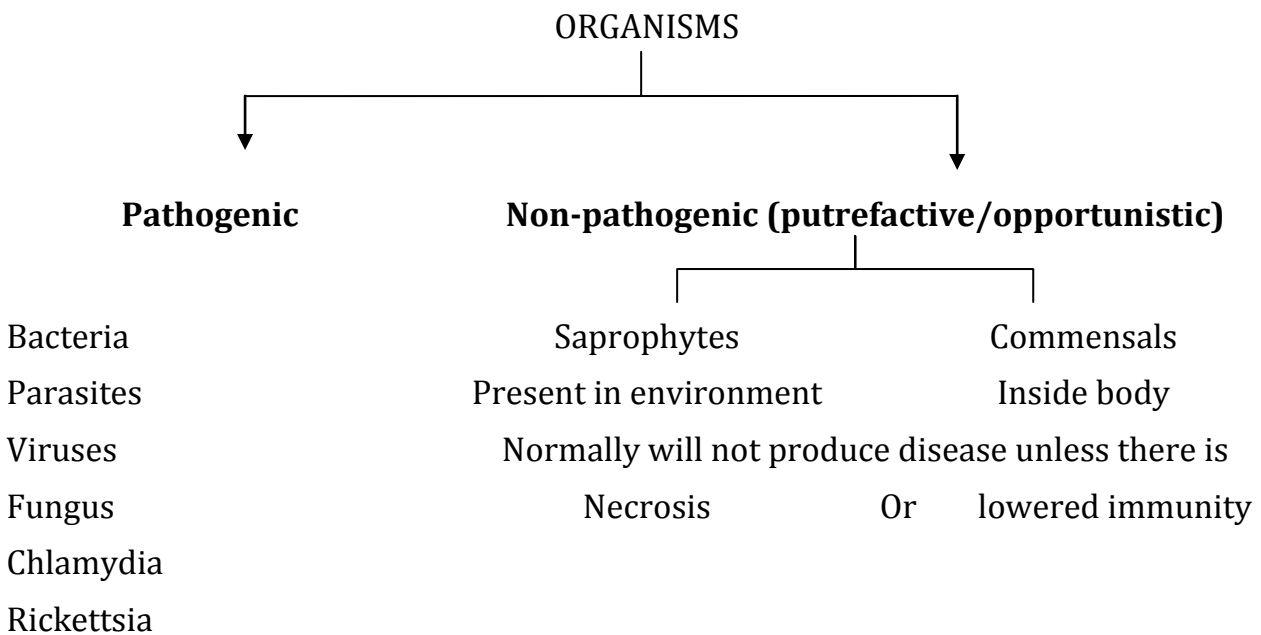 ORGANISMS
Pathogenic Non-pathogenic (putrefactive/opportunistic)
Bacteria Saprophytes Commensals
Parasites Present in environment Inside body
Viruses Normally will not produce disease unless there is
Fungus Necrosis Or lowered immunity
Chlamydia
Rickettsia